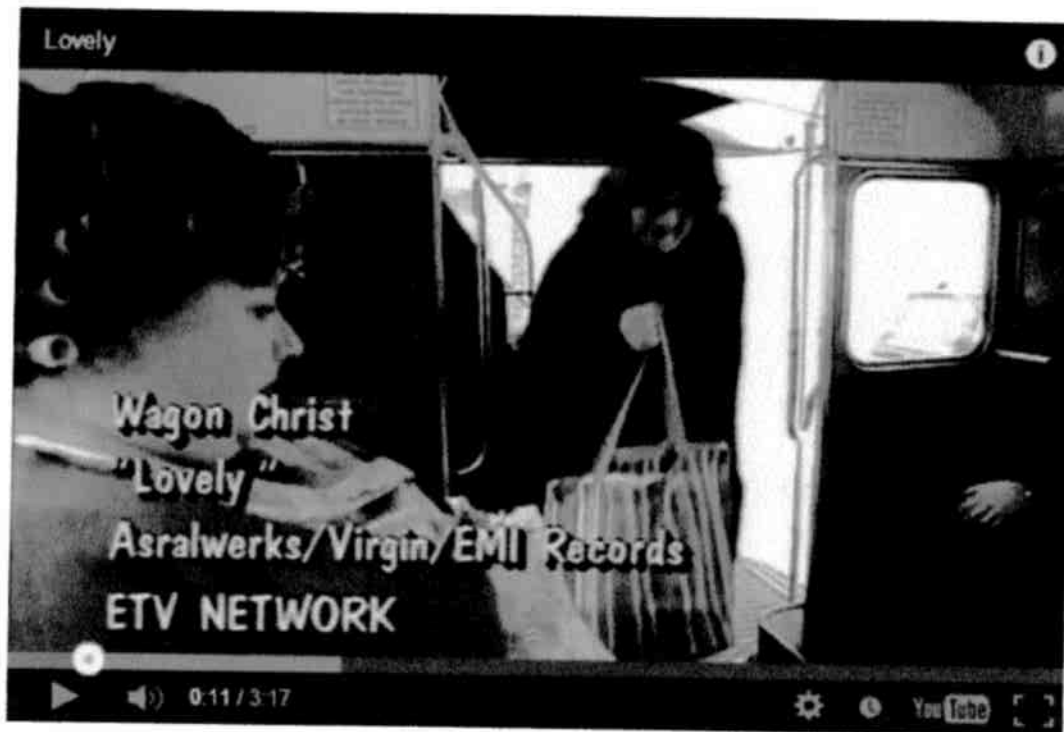 Lovely
Wagon Christ
"Lovely"
Asralwerks/Virgin/EMI Records
ETV NETWORK
0:11 / 3:17
YouTube